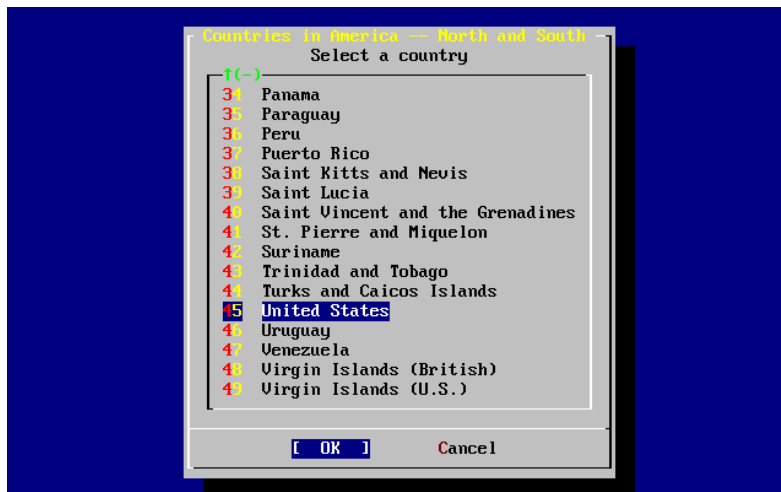 Countries in America -- North and South
Select a country
↑(-)
34 Panama
35 Paraguay
36 Peru
37 Puerto Rico
38 Saint Kitts and Nevis
39 Saint Lucia
40 Saint Vincent and the Grenadines
41 St. Pierre and Miquelon
42 Suriname
43 Trinidad and Tobago
44 Turks and Caicos Islands
45 United States
46 Uruguay
47 Venezuela
48 Virgin Islands (British)
49 Virgin Islands (U.S.)
[ OK ] Cancel